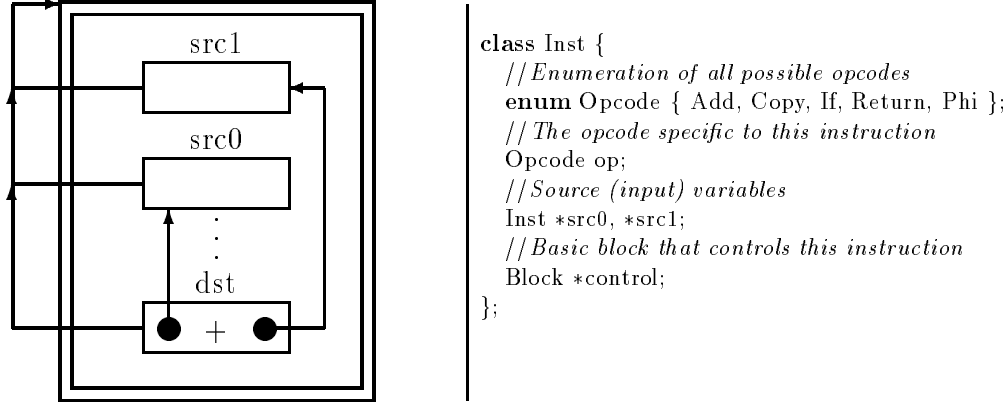 src1
src0
dst
+
class Inst {
//Enumeration of all possible opcodes
enum Opcode { Add, Copy, If, Return, Phi };
//The opcode specific to this instruction
Opcode op;
//Source (input) variables
Inst *src0, *src1;
//Basic block that controls this instruction
Block *control;
};